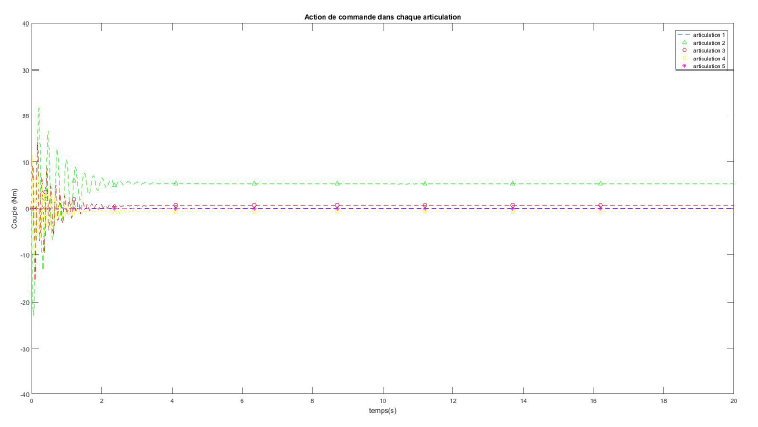 Action de commande dans chaque articulation
40
30
20
10
0
-10
-20
-30
-40
Couple (Nm)
0
2
4
6
8
10
12
14
16
18
20
temps(s)
articulation 1
articulation 2
articulation 3
articulation 4
articulation 5